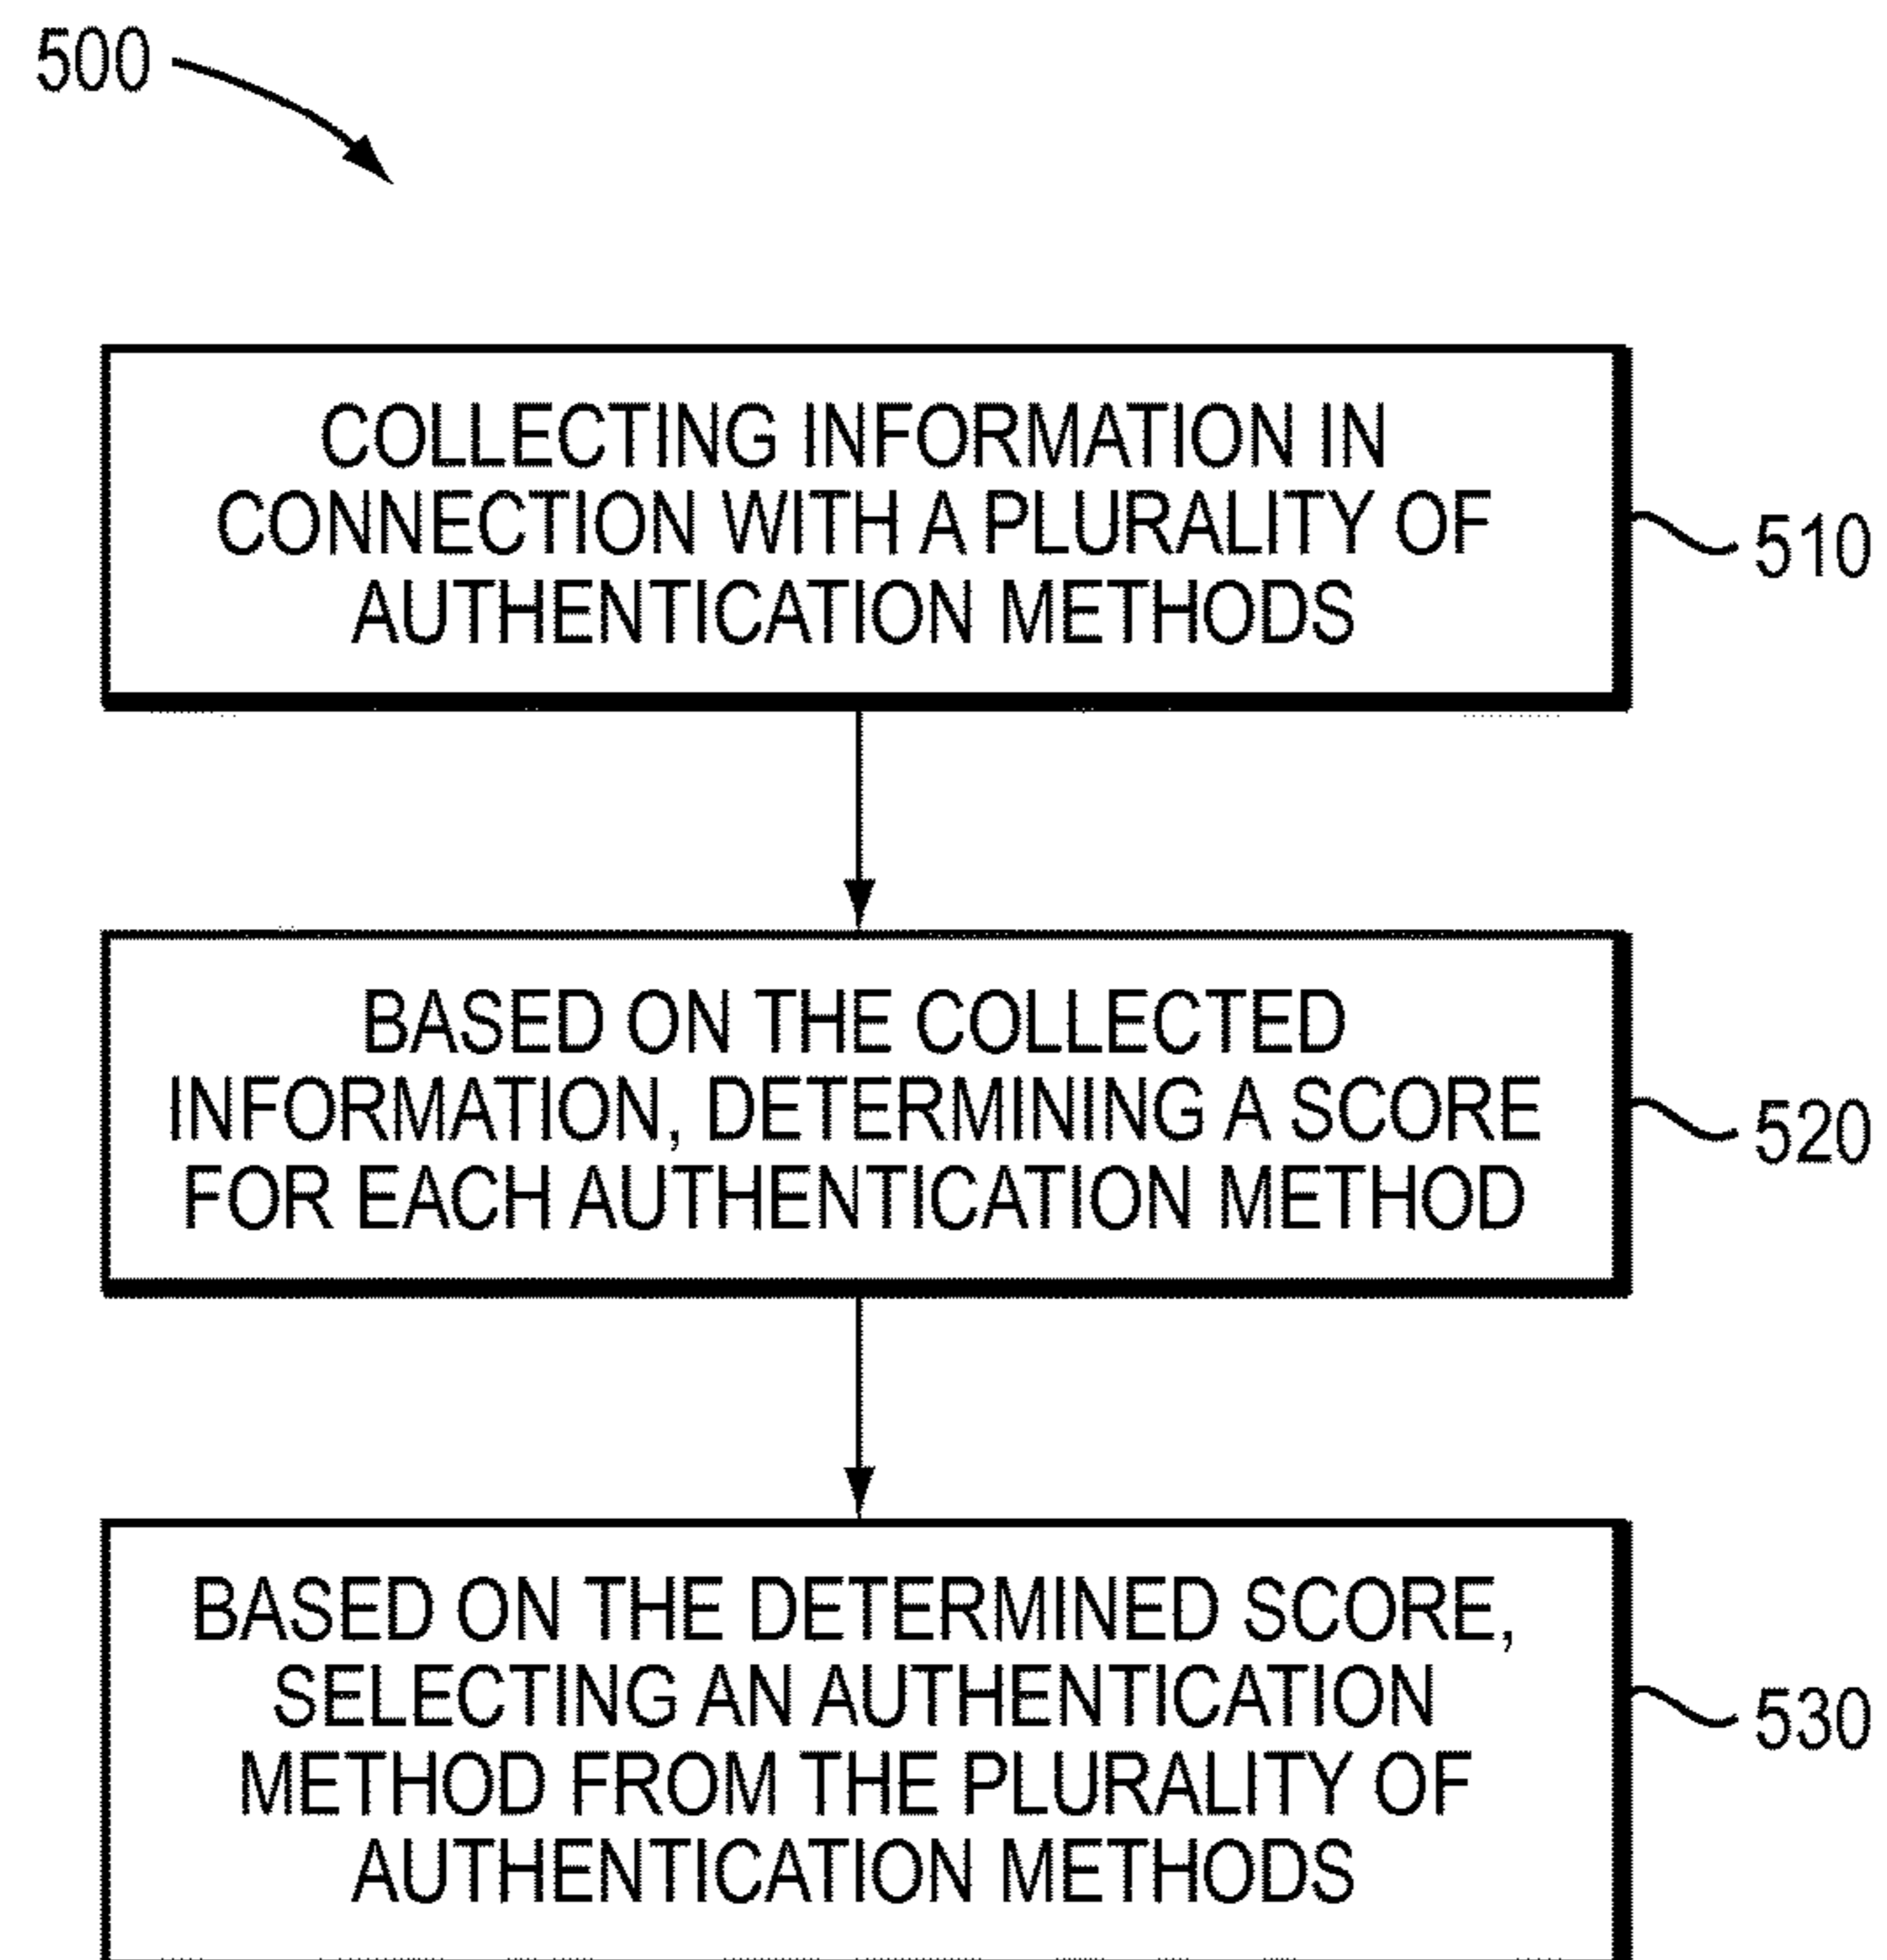 500
COLLECTING INFORMATION IN
CONNECTION WITH A PLURALITY OF
AUTHENTICATION METHODS
510
BASED ON THE COLLECTED
INFORMATION, DETERMINING A SCORE
FOR EACH AUTHENTICATION METHOD
520
BASED ON THE DETERMINED SCORE,
SELECTING AN AUTHENTICATION
METHOD FROM THE PLURALITY OF
AUTHENTICATION METHODS
530